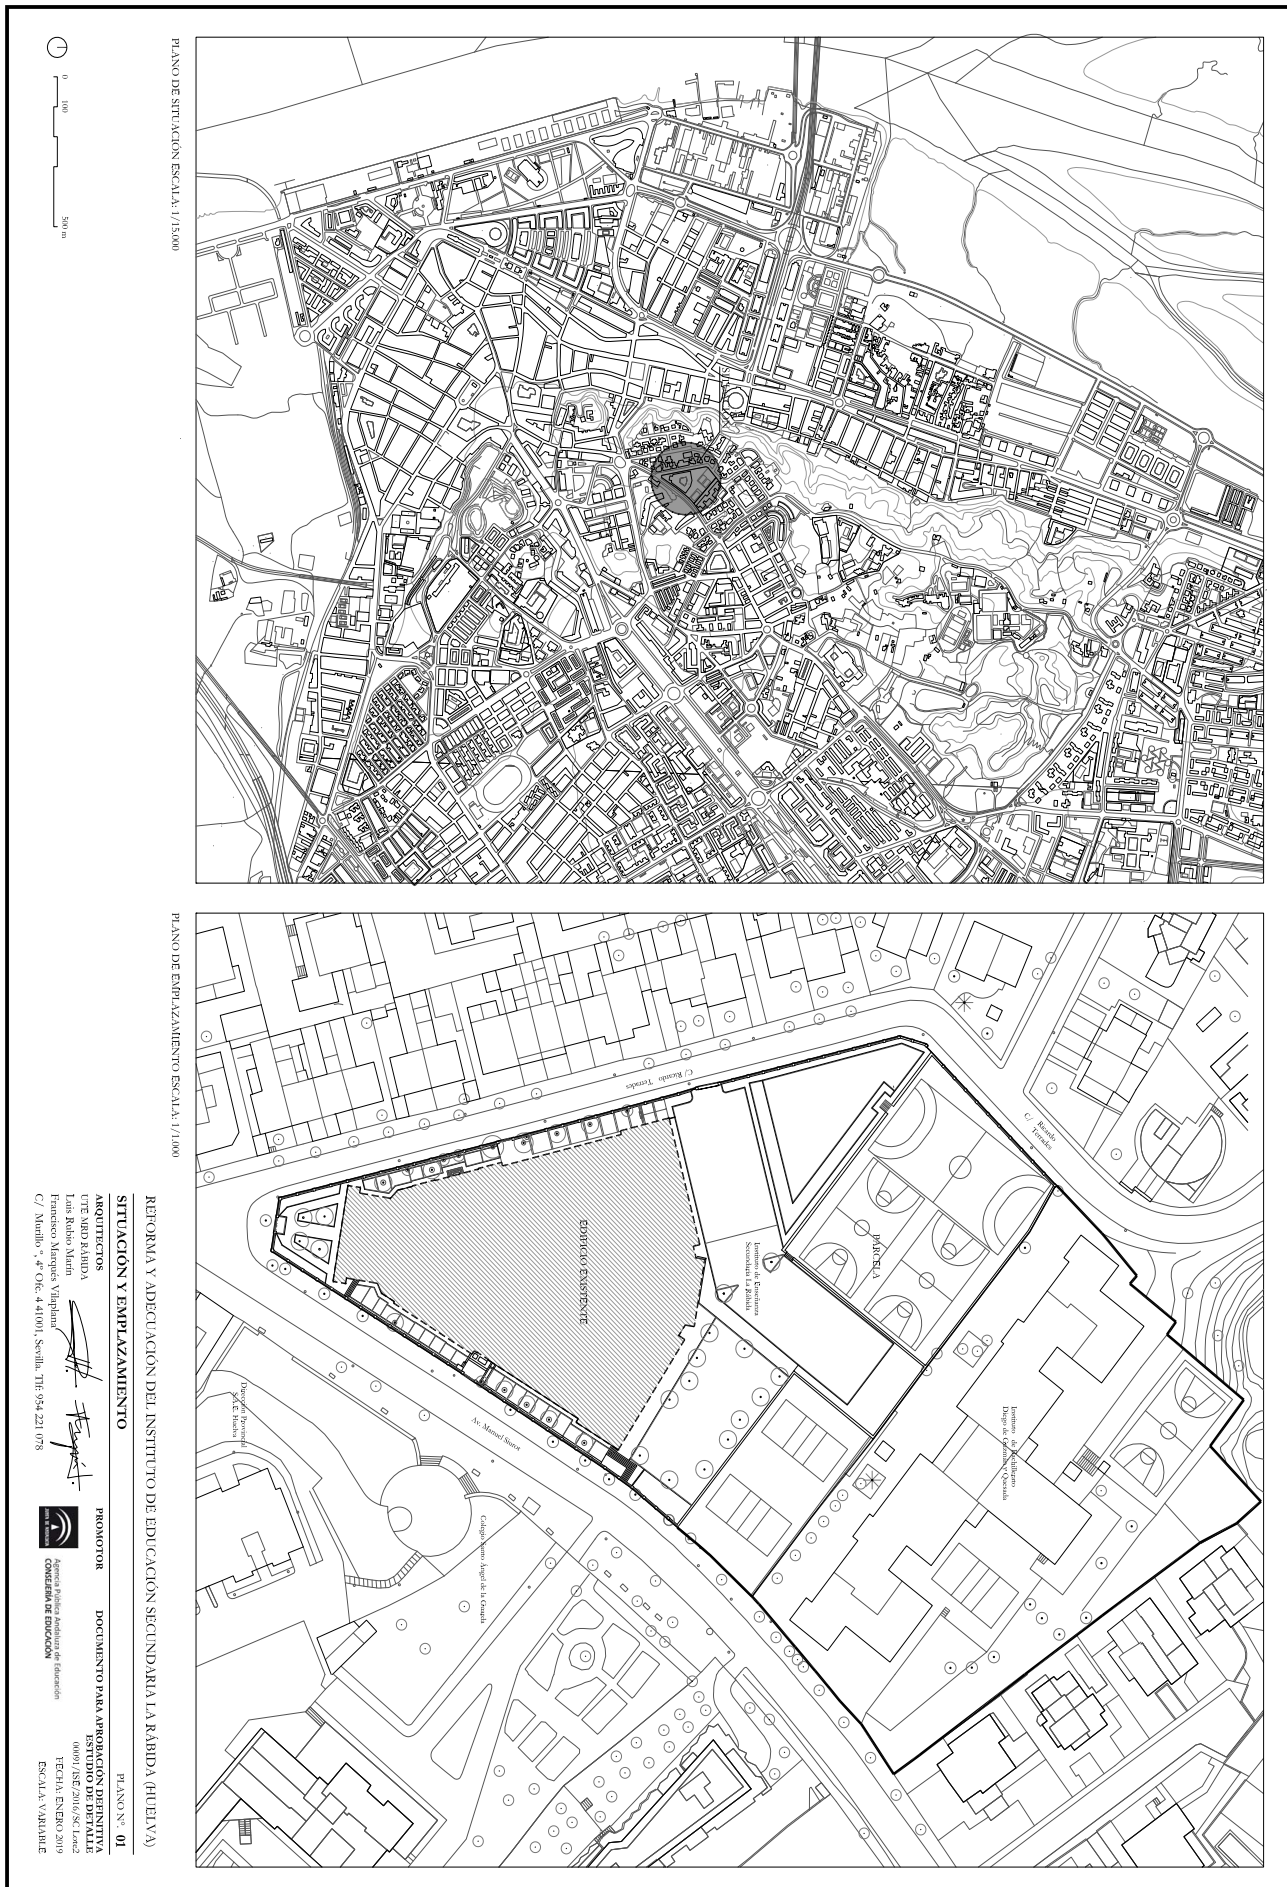 PLANO DE SITUACIÓN ESCALA: 1/15.000
0 100 500 m
PLANO DE EMPLAZAMIENTO ESCALA: 1/1.000
C/ Ricardo Terrades
C/ Ricardo
Terrades
PARCELA
EDIFICIO EXISTENTE
Instituto de Enseñanza
Secundaria La Rábida
Instituto de Bachillerato
Diego de Guzmán y Quesada
Av. Manuel Siurot
Dirección Provincial
S.A.E. Huelva
Colegio Santo Ángel de la Guarda
REFORMA Y ADECUACIÓN DEL INSTITUTO DE EDUCACIÓN SECUNDARIA LA RÁBIDA (HUELVA)
SITUACIÓN Y EMPLAZAMIENTO
PLANO Nº. 01
ARQUITECTOS
UTE MRD RÁBIDA
Luis Rubio Marín
Francisco Marqués Vilaplana
C/ Murillo º, 4º Ofc. 4 41001, Sevilla. Tlf: 954 221 078
PROMOTOR
JUNTA DE ANDALUCIA
Agencia Pública Andaluza de Educación
CONSEJERÍA DE EDUCACIÓN
DOCUMENTO PARA APROBACIÓN DEFINITIVA
ESTUDIO DE DETALLE
00091/ISE/2016/SC Lote2
FECHA: ENERO 2019
ESCALA: VARIABLE